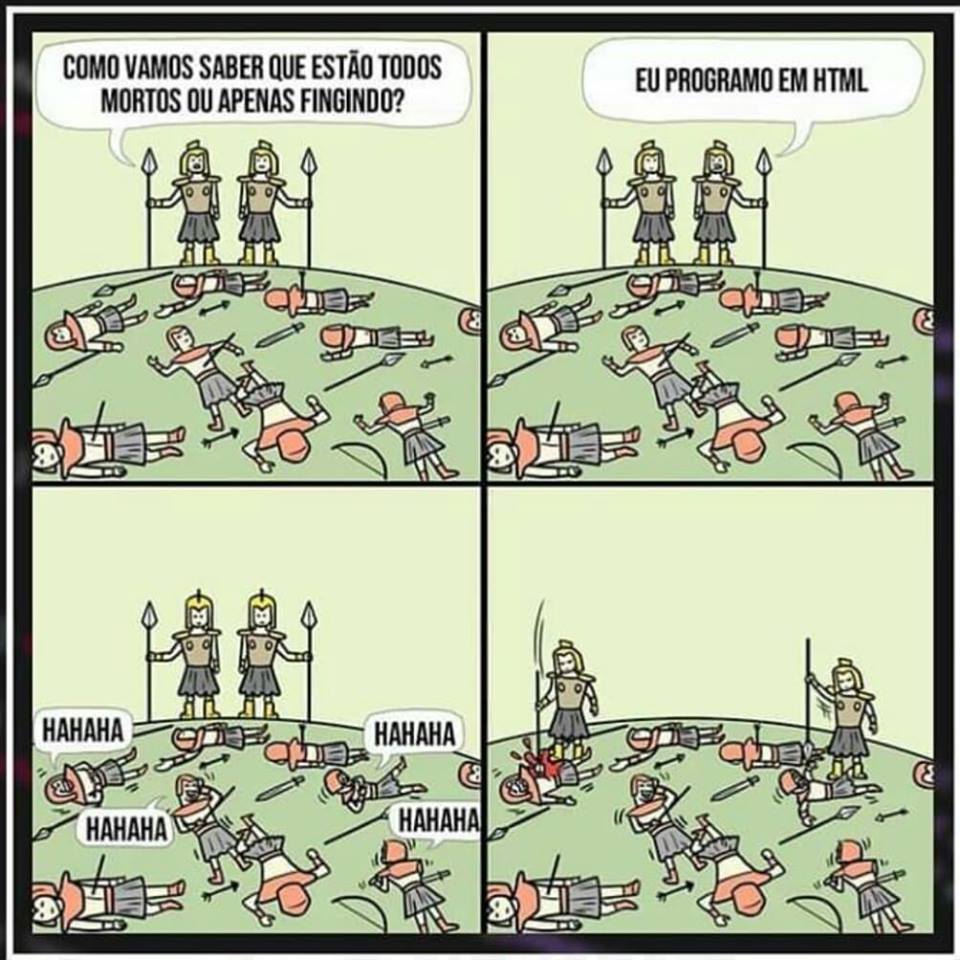 COMO VAMOS SABER QUE ESTÃO TODOS
MORTOS OU APENAS FINGINDO?
EU PROGRAMO EM HTML
HAHAHA
HAHAHA
HAHAHA
HAHAHA